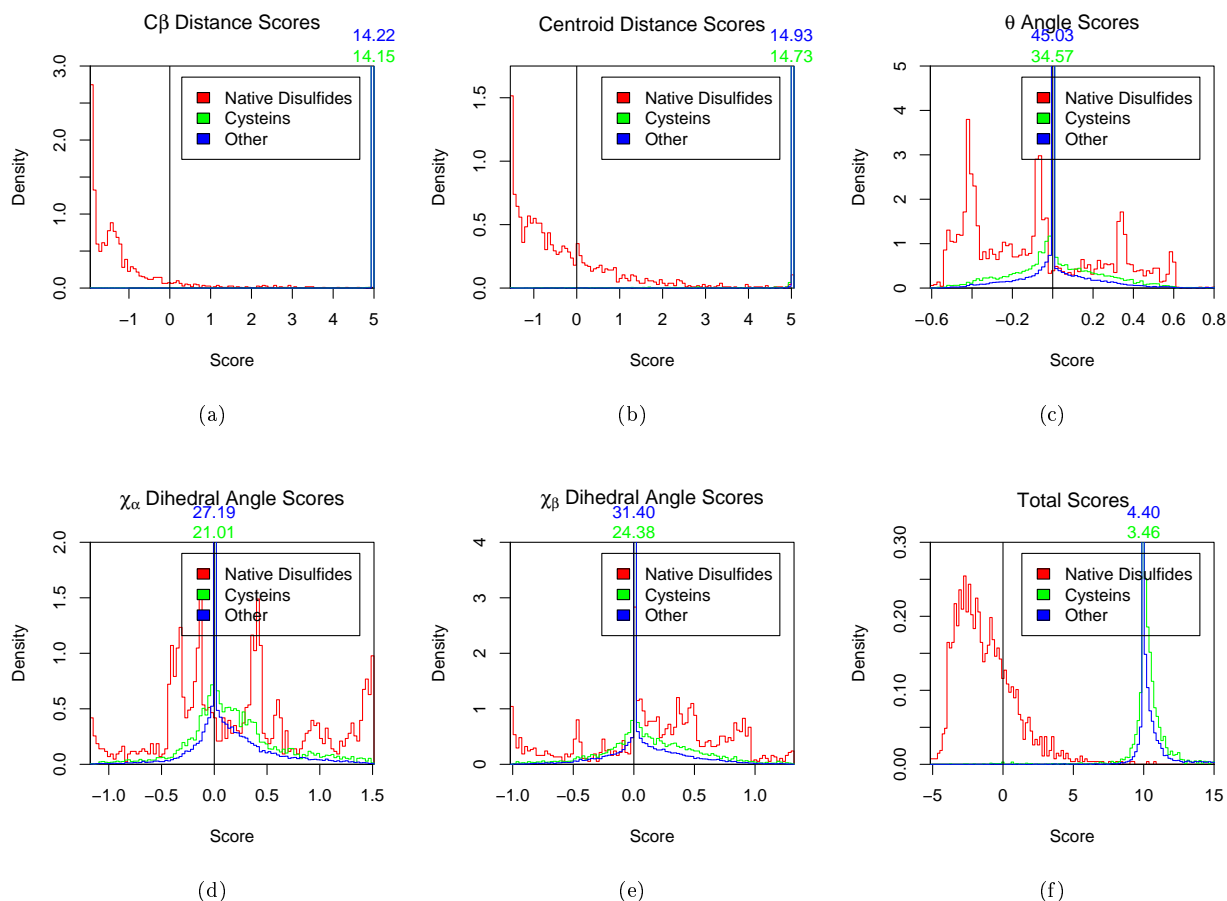 Cβ Distance Scores
14.22
14.15
Density
0.0 1.0 2.0 3.0
Native Disulfides
Cysteins
Other
−1 0 1 2 3 4 5
Score
(a)
Centroid Distance Scores
14.93
14.73
Density
0.0 0.5 1.0 1.5
Native Disulfides
Cysteins
Other
−1 0 1 2 3 4 5
Score
(b)
θ Angle Scores
45.03
34.57
Density
0 1 2 3 4 5
Native Disulfides
Cysteins
Other
−0.6 −0.2 0.2 0.4 0.6 0.8
Score
(c)
χα Dihedral Angle Scores
27.19
21.01
Density
0.0 0.5 1.0 1.5 2.0
Native Disulfides
Cysteins
Other
−1.0 −0.5 0.0 0.5 1.0 1.5
Score
(d)
χβ Dihedral Angle Scores
31.40
24.38
Density
0 1 2 3 4
Native Disulfides
Cysteins
Other
−1.0 −0.5 0.0 0.5 1.0
Score
(e)
Total Scores
4.40
3.46
Density
0.00 0.10 0.20 0.30
Native Disulfides
Cysteins
Other
−5 0 5 10 15
Score
(f)